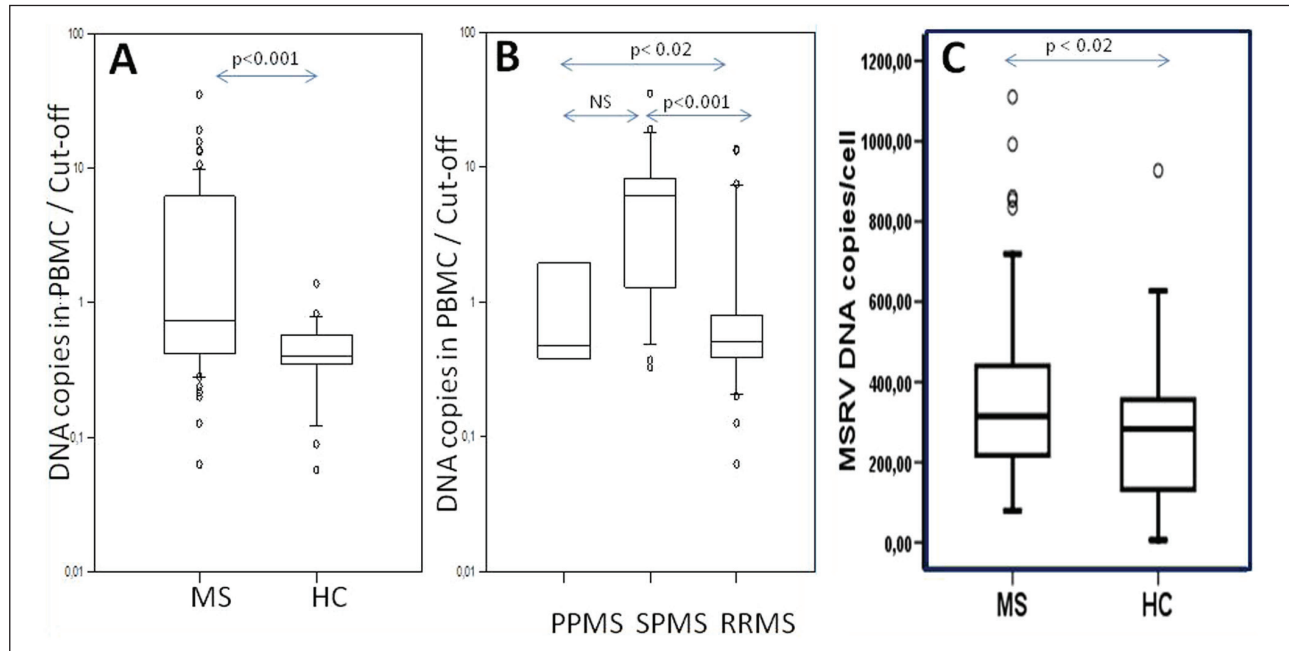 A
p<0.001
DNA copies in PBMC / Cut-off
100
10
1
0,1
0,01
MS HC
B
p< 0.02
NS
p<0.001
DNA copies in PBMC / Cut-off
100
10
1
0,1
0,01
PPMS SPMS RRMS
C
p < 0.02
MSRV DNA copies/cell
1200,00
1000,00
800,00
600,00
400,00
200,00
0,00
MS HC